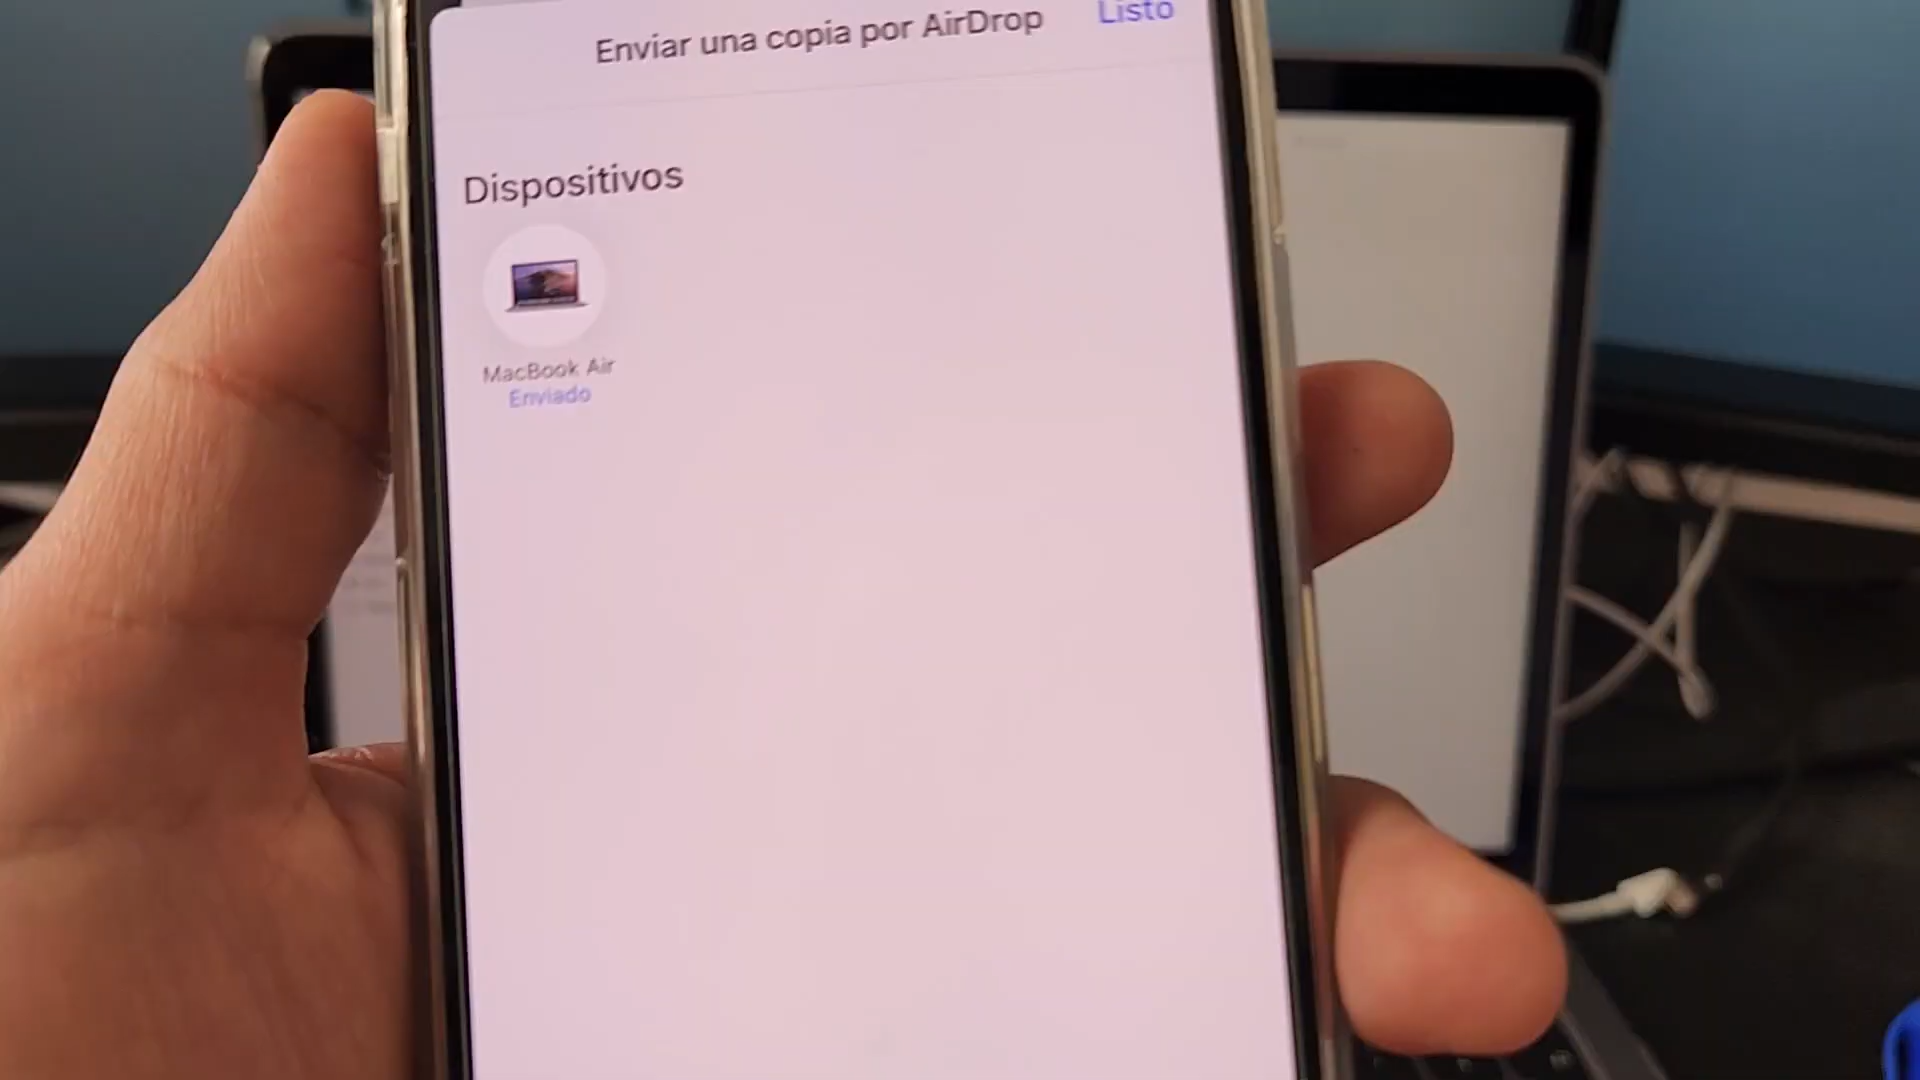 Enviar una copia por AirDrop
Listo
Dispositivos
MacBook Air
Enviado